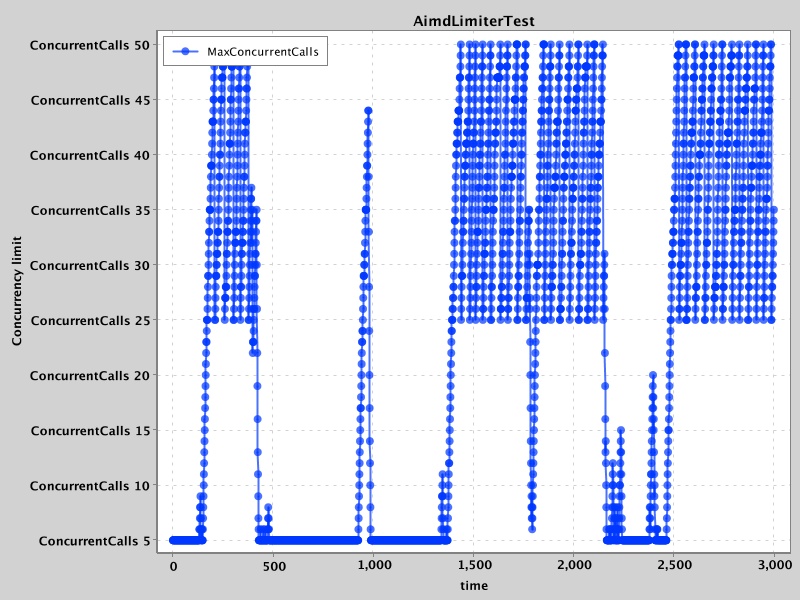 AimdLimiterTest
MaxConcurrentCalls
ConcurrentCalls 50
ConcurrentCalls 45
ConcurrentCalls 40
ConcurrentCalls 35
ConcurrentCalls 30
ConcurrentCalls 25
ConcurrentCalls 20
ConcurrentCalls 15
ConcurrentCalls 10
ConcurrentCalls 5
Concurrency limit
0 500 1,000 1,500 2,000 2,500 3,000
time